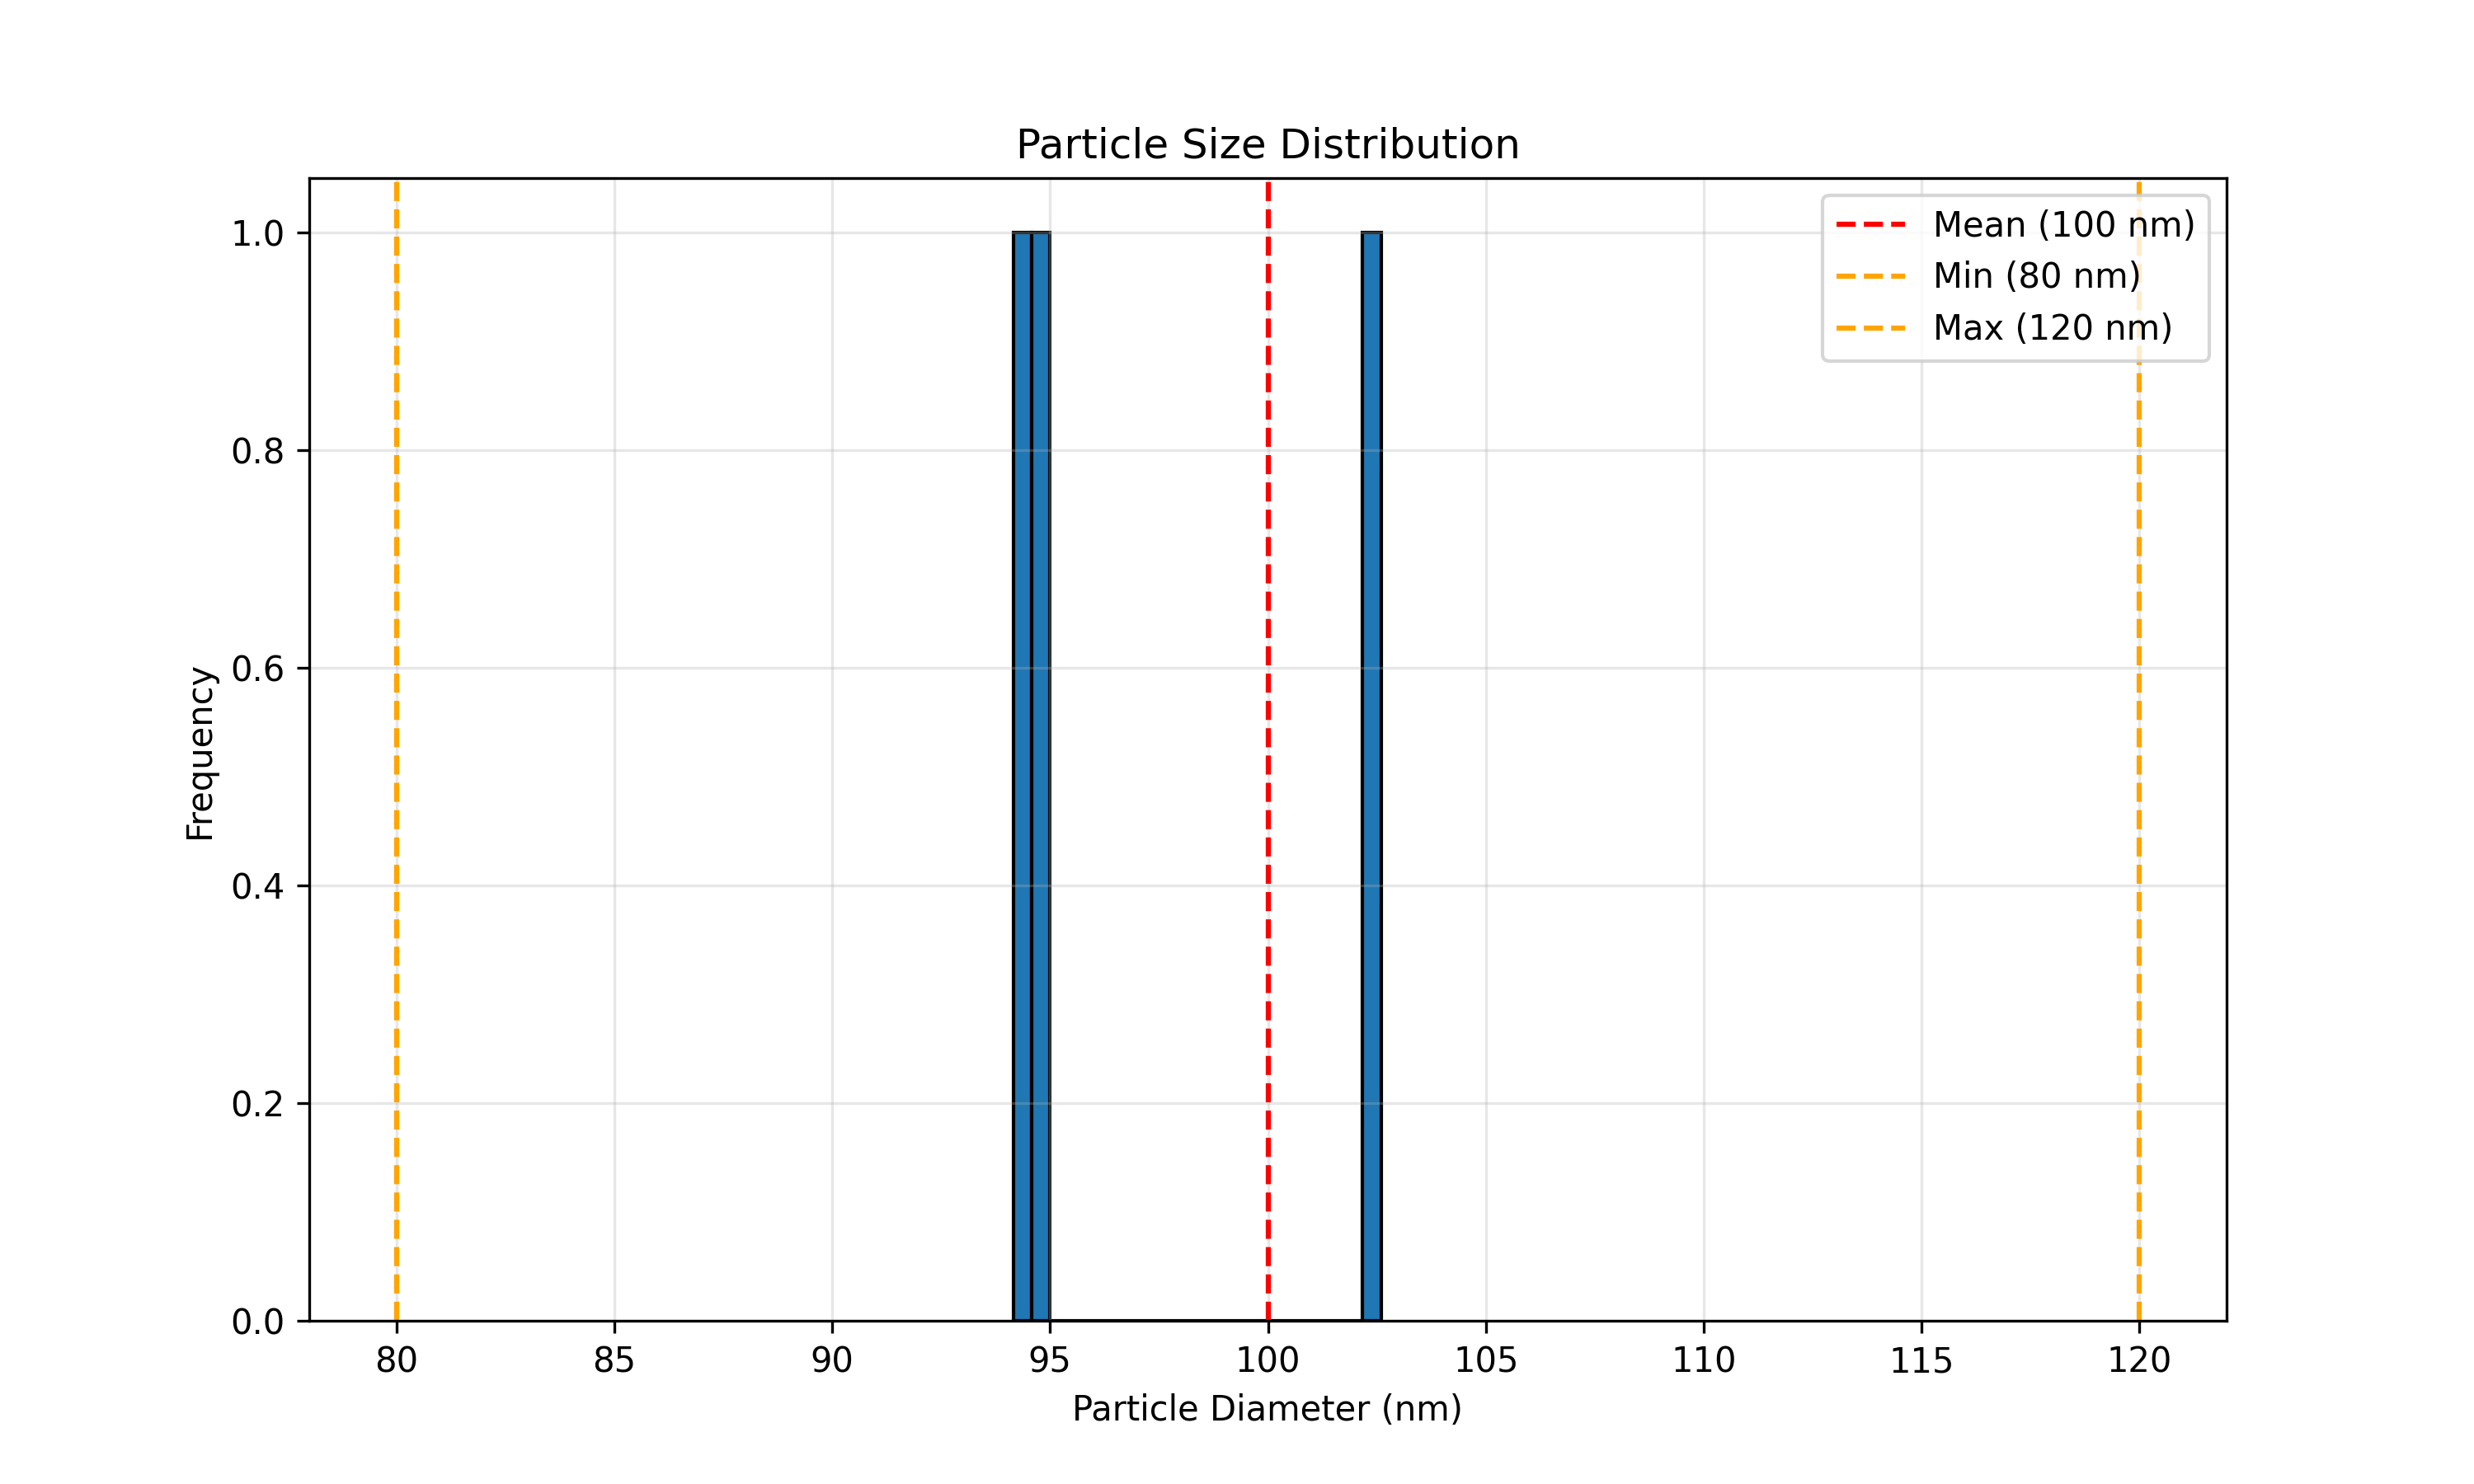 Particle Size Distribution
Mean (100 nm)
Min (80 nm)
Max (120 nm)
1.0
0.8
0.6
0.4
0.2
0.0
Frequency
80 85 90 95 100 105 110 115 120
Particle Diameter (nm)